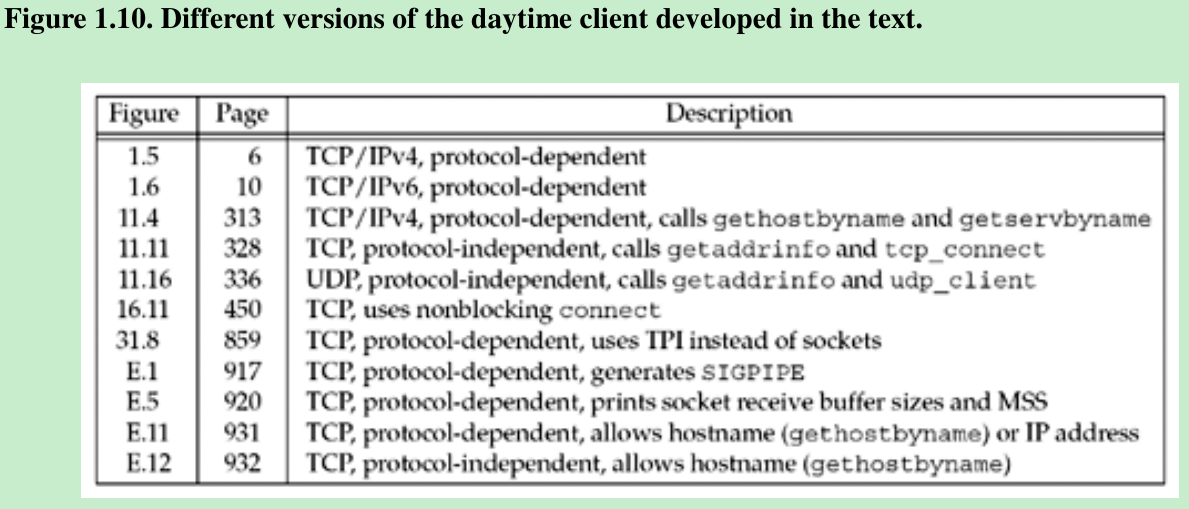 Figure 1.10. Different versions of the daytime client developed in the text.
Figure Page Description
1.5 6 TCP/IPv4, protocol-dependent
1.6 10 TCP/IPv6, protocol-dependent
11.4 313 TCP/IPv4, protocol-dependent, calls gethostbyname and getservbyname
11.11 328 TCP, protocol-independent, calls getaddrinfo and tcp_connect
11.16 336 UDP, protocol-independent, calls getaddrinfo and udp_client
16.11 450 TCP, uses nonblocking connect
31.8 859 TCP, protocol-dependent, uses TPI instead of sockets
E.1 917 TCP, protocol-dependent, generates SIGPIPE
E.5 920 TCP, protocol-dependent, prints socket receive buffer sizes and MSS
E.11 931 TCP, protocol-dependent, allows hostname (gethostbyname) or IP address
E.12 932 TCP, protocol-independent, allows hostname (gethostbyname)